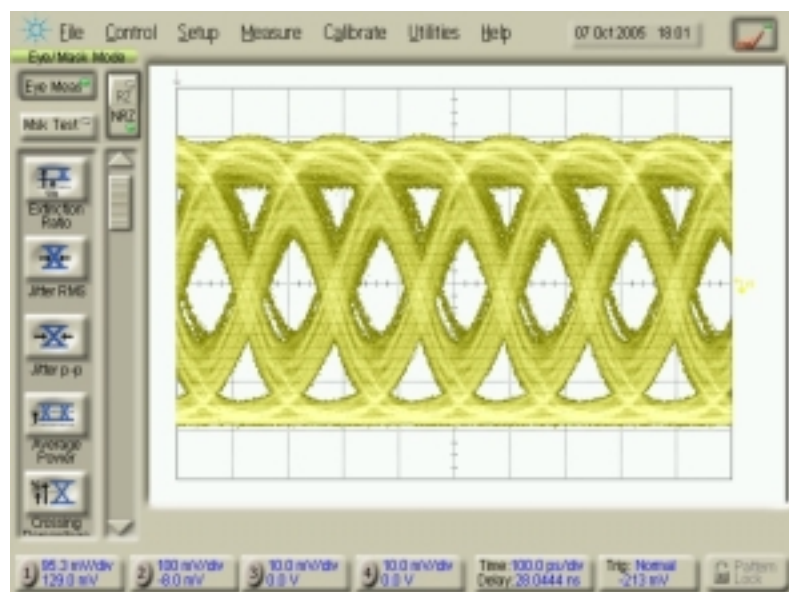 File Control Setup Measure Calibrate Utilities Help 07 Oct 2005 18:01
Eye/Mask Mode
Eye Meas
RZ
NRZ
Msk Test
Extinction
Ratio
Jitter RMS
Jitter p-p
Average
Power
Crossing
1) 95.3 mW/div
129.0 mV
2) 100 mV/div
-8.0 mV
3) 10.0 mV/div
0.0 V
4) 10.0 mV/div
0.0 V
Time:100.0 ps/div
Delay:28.0444 ns
Trig: Normal
-213 mV
Pattern
Lock